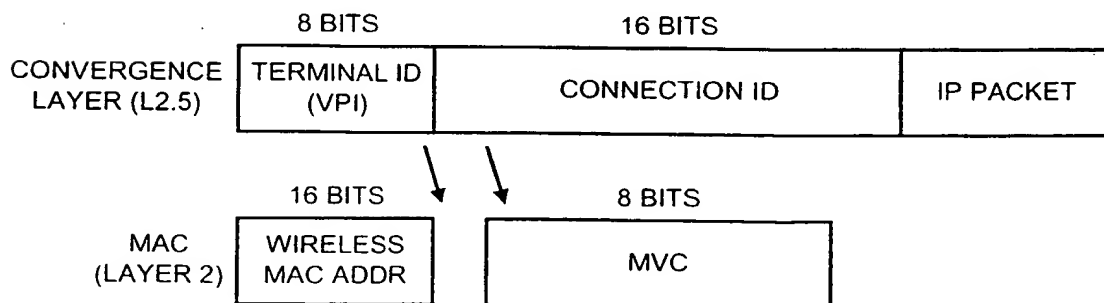 8 BITS
16 BITS
CONVERGENCE
LAYER (L2.5)
TERMINAL ID
(VPI)
CONNECTION ID
IP PACKET
16 BITS
8 BITS
MAC
(LAYER 2)
WIRELESS
MAC ADDR
MVC